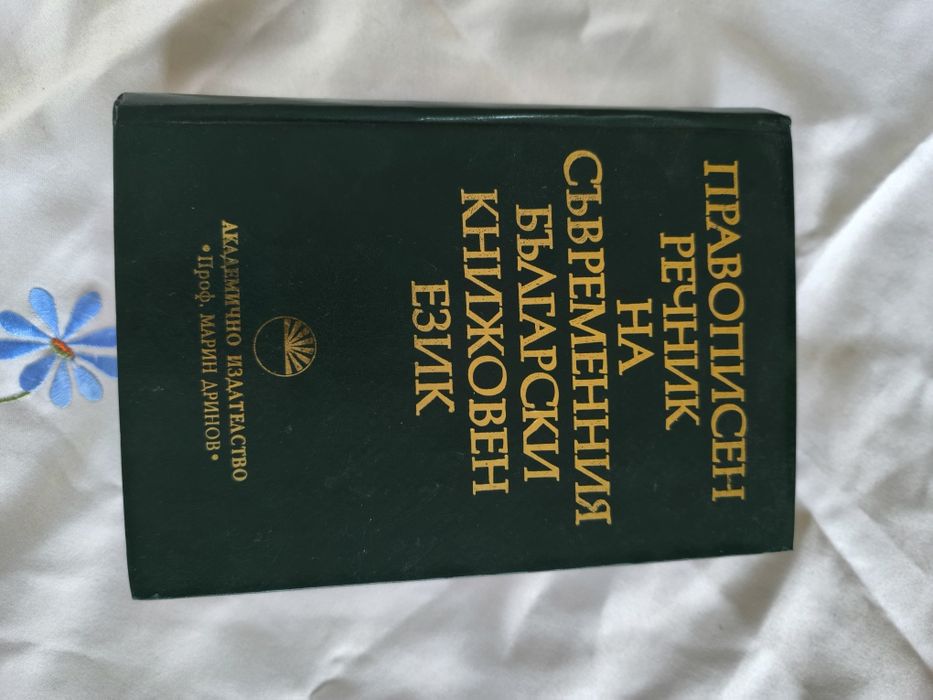 ПРАВОПИСЕН
РЕЧНИК
НА
СЪВРЕМЕННИЯ
БЪЛГАРСКИ
КНИЖОВЕН
ЕЗИК
АКАДЕМИЧНО ИЗДАТЕЛСТВО
• Проф. МАРИН ДРИНОВ •